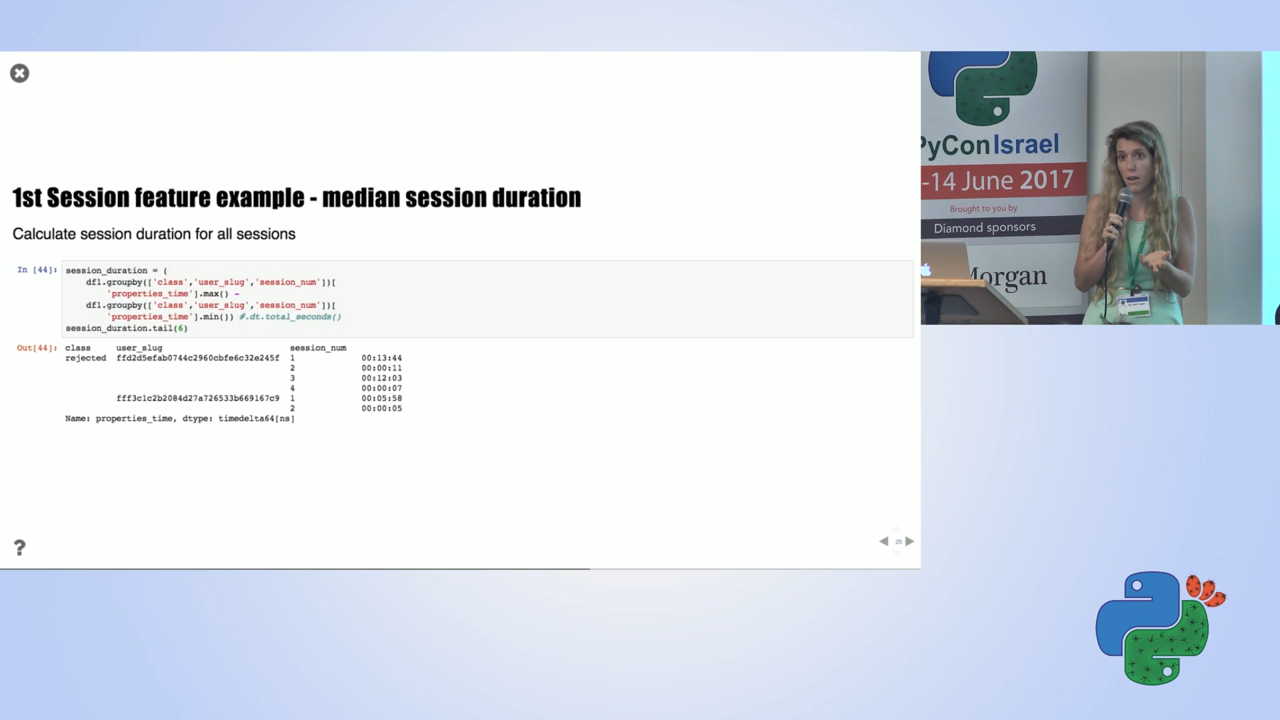 1st Session feature example - median session duration
Calculate session duration for all sessions
In [44]:
session_duration = (
df1.groupby(['class','user_slug','session_num'])[
'properties_time'].max() -
df1.groupby(['class','user_slug','session_num'])[
'properties_time'].min()) #.dt.total_seconds()
session_duration.tail(6)
Out[44]: class user_slug session_num
rejected ffd2d5efab0744c2960cbfe6c32e245f 1 00:13:44
2 00:00:11
3 00:12:03
4 00:00:07
fff3c1c2b2084d27a726533b669167c9 1 00:05:58
2 00:00:05
Name: properties_time, dtype: timedelta64[ns]
?
25
PyConIsrael
-14 June 2017
Brought to you by
Diamond sponsors
Morgan